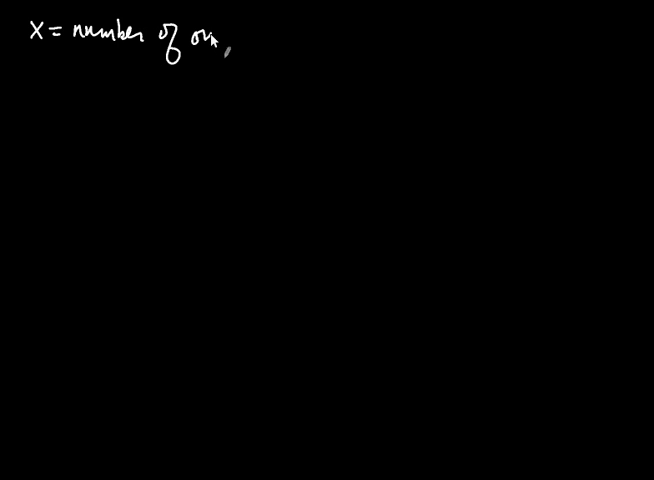 X = number of